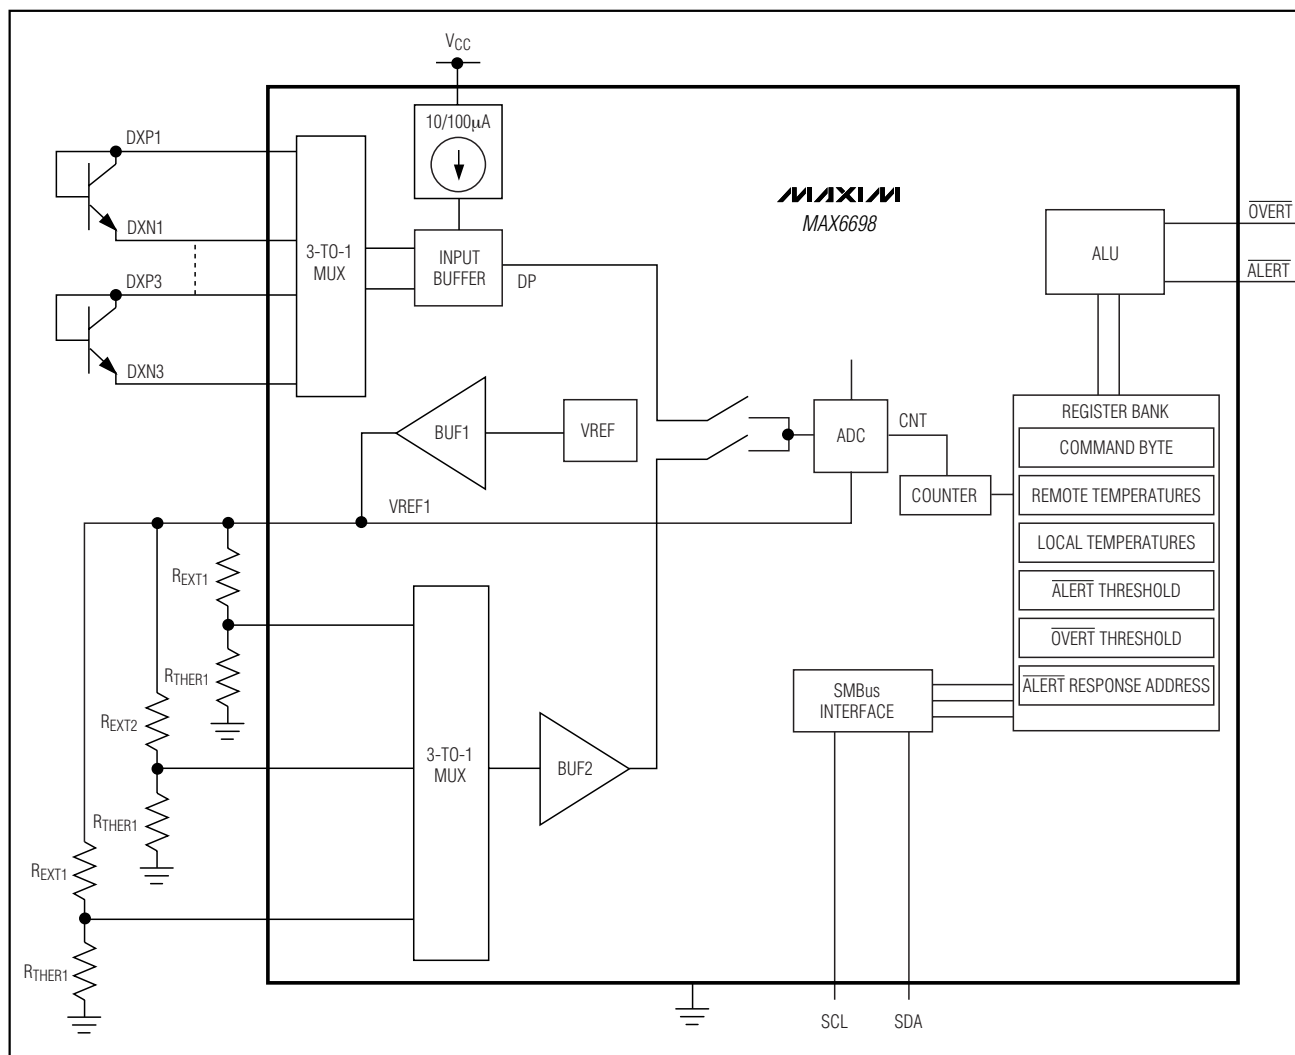 VCC
10/100µA
DXP1
DXN1
DXP3
DXN3
3-TO-1
MUX
INPUT
BUFFER
DP
MAXIM
MAX6698
ALU
OVERT
ALERT
BUF1
VREF
VREF1
ADC
CNT
COUNTER
REGISTER BANK
COMMAND BYTE
REMOTE TEMPERATURES
LOCAL TEMPERATURES
ALERT THRESHOLD
OVERT THRESHOLD
ALERT RESPONSE ADDRESS
REXT1
RTHER1
REXT2
RTHER1
REXT1
RTHER1
3-TO-1
MUX
BUF2
SMBus
INTERFACE
SCL
SDA